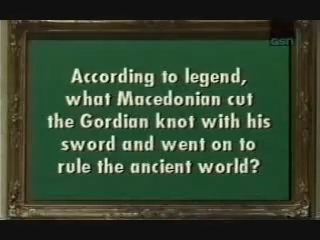 GSN
According to legend,
what Macedonian cut
the Gordian knot with his
sword and went on to
rule the ancient world?